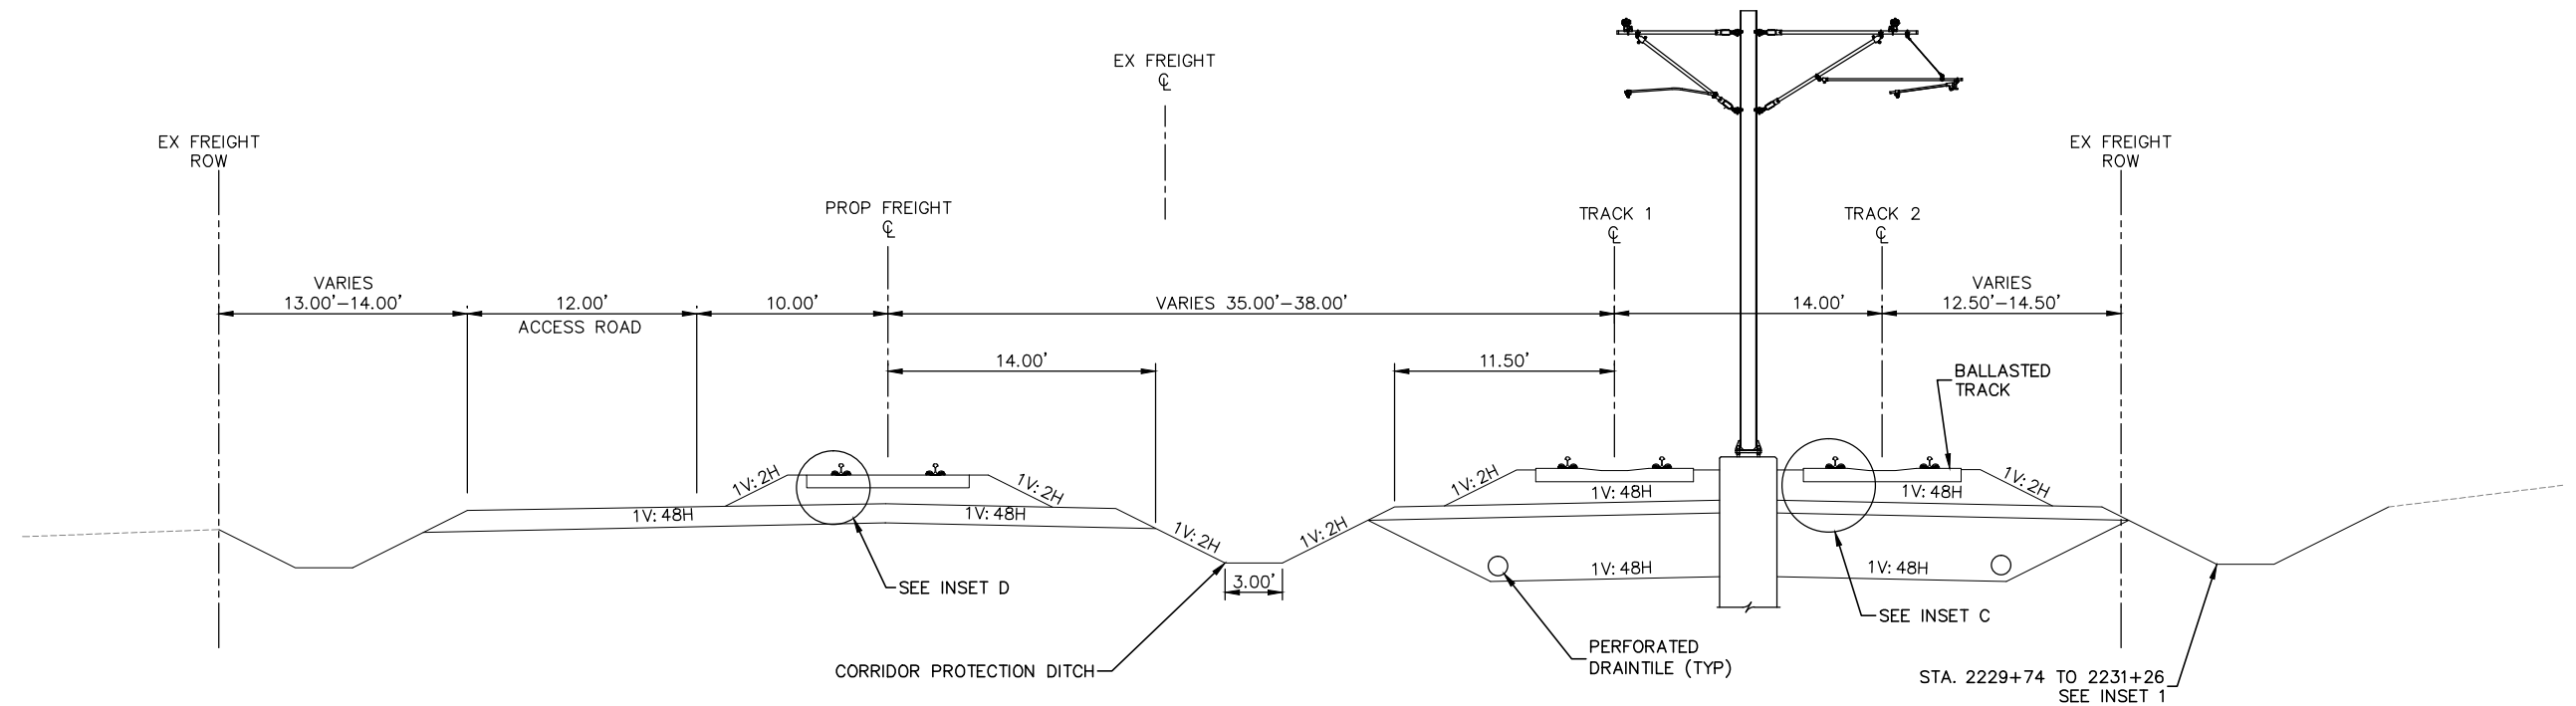 EX FREIGHT
℄
EX FREIGHT
ROW
EX FREIGHT
ROW
PROP FREIGHT
℄
TRACK 1
℄
TRACK 2
℄
VARIES
13.00'-14.00'
12.00'
ACCESS ROAD
10.00'
VARIES 35.00'-38.00'
14.00'
VARIES
12.50'-14.50'
14.00'
11.50'
BALLASTED
TRACK
1V:2H
1V:2H
1V:2H
1V:2H
1V:48H
1V:48H
1V:48H
1V:48H
1V:2H
1V:2H
1V:48H
1V:48H
3.00'
SEE INSET D
SEE INSET C
CORRIDOR PROTECTION DITCH
PERFORATED
DRAINTILE (TYP)
STA. 2229+74 TO 2231+26
SEE INSET 1